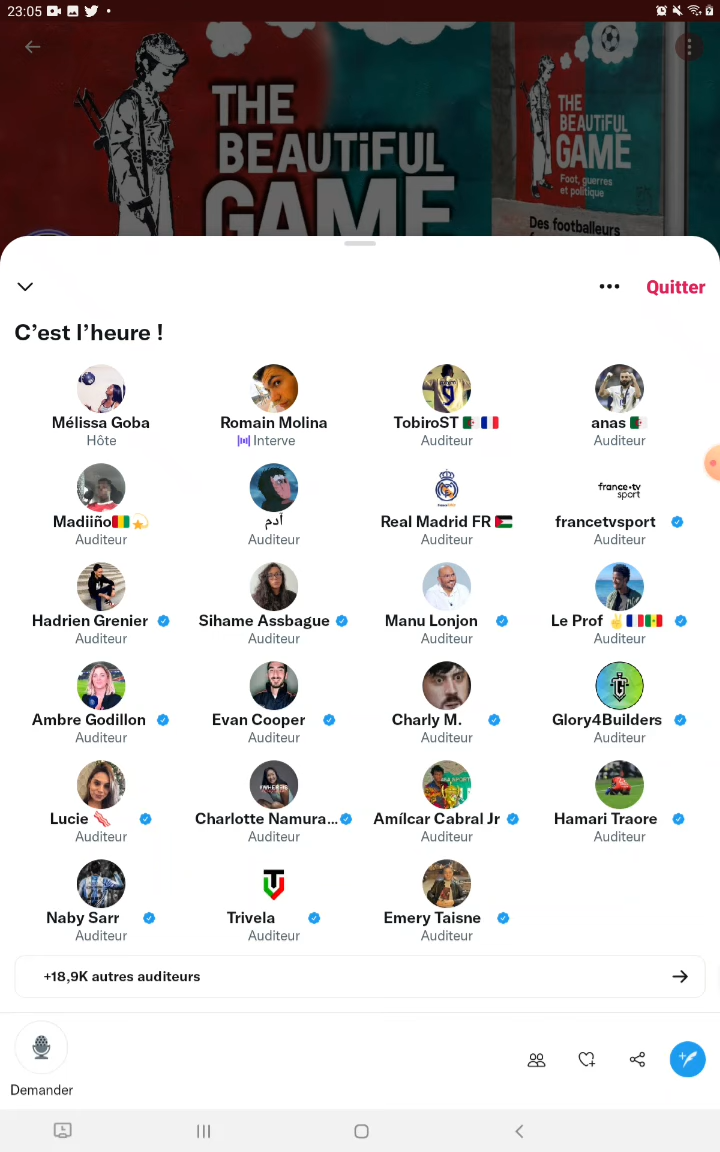 23:05
THE
BEAUTiFUL
GAME
THE
BEAUTiFUL
GAME
Foot, guerres
et politique
Des footballeurs
Quitter
C’est l’heure !
Mélissa Goba
Hôte
Romain Molina
Interve
TobiroST 🇩🇿 🇫🇷
Auditeur
anas 🇩🇿
Auditeur
Madiiño🇬🇳💫
Auditeur
آدم
Auditeur
Real Madrid FR 🇵🇸
Auditeur
france•tv
sport
francetvsport
Auditeur
Hadrien Grenier
Auditeur
Sihame Assbague
Auditeur
Manu Lonjon
Auditeur
Le Prof ✌️🇫🇷🇸🇳
Auditeur
Ambre Godillon
Auditeur
Evan Cooper
Auditeur
Charly M.
Auditeur
Glory4Builders
Auditeur
Lucie 🥓
Auditeur
Charlotte Namura...
Auditeur
Amílcar Cabral Jr
Auditeur
Hamari Traore
Auditeur
Naby Sarr
Auditeur
Trivela
Auditeur
Emery Taisne
Auditeur
+18,9K autres auditeurs
Demander